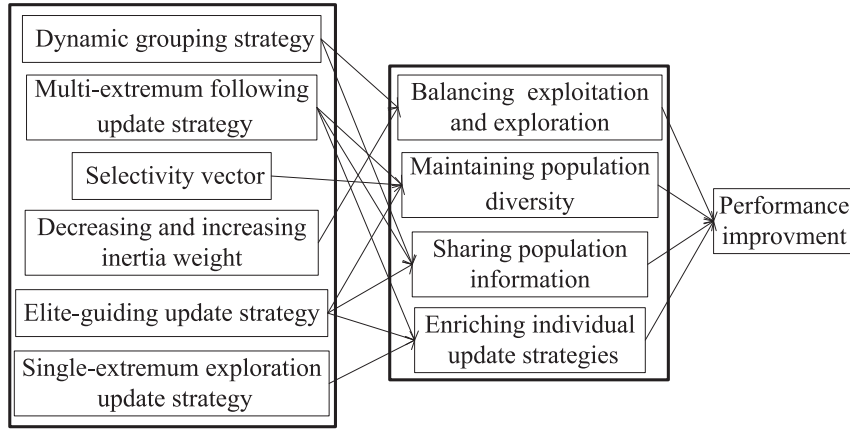 Dynamic grouping strategy
Multi-extremum following
update strategy
Selectivity vector
Decreasing and increasing
inertia weight
Elite-guiding update strategy
Single-extremum exploration
update strategy
Balancing exploitation
and exploration
Maintaining population
diversity
Sharing population
information
Enriching individual
update strategies
Performance
improvment